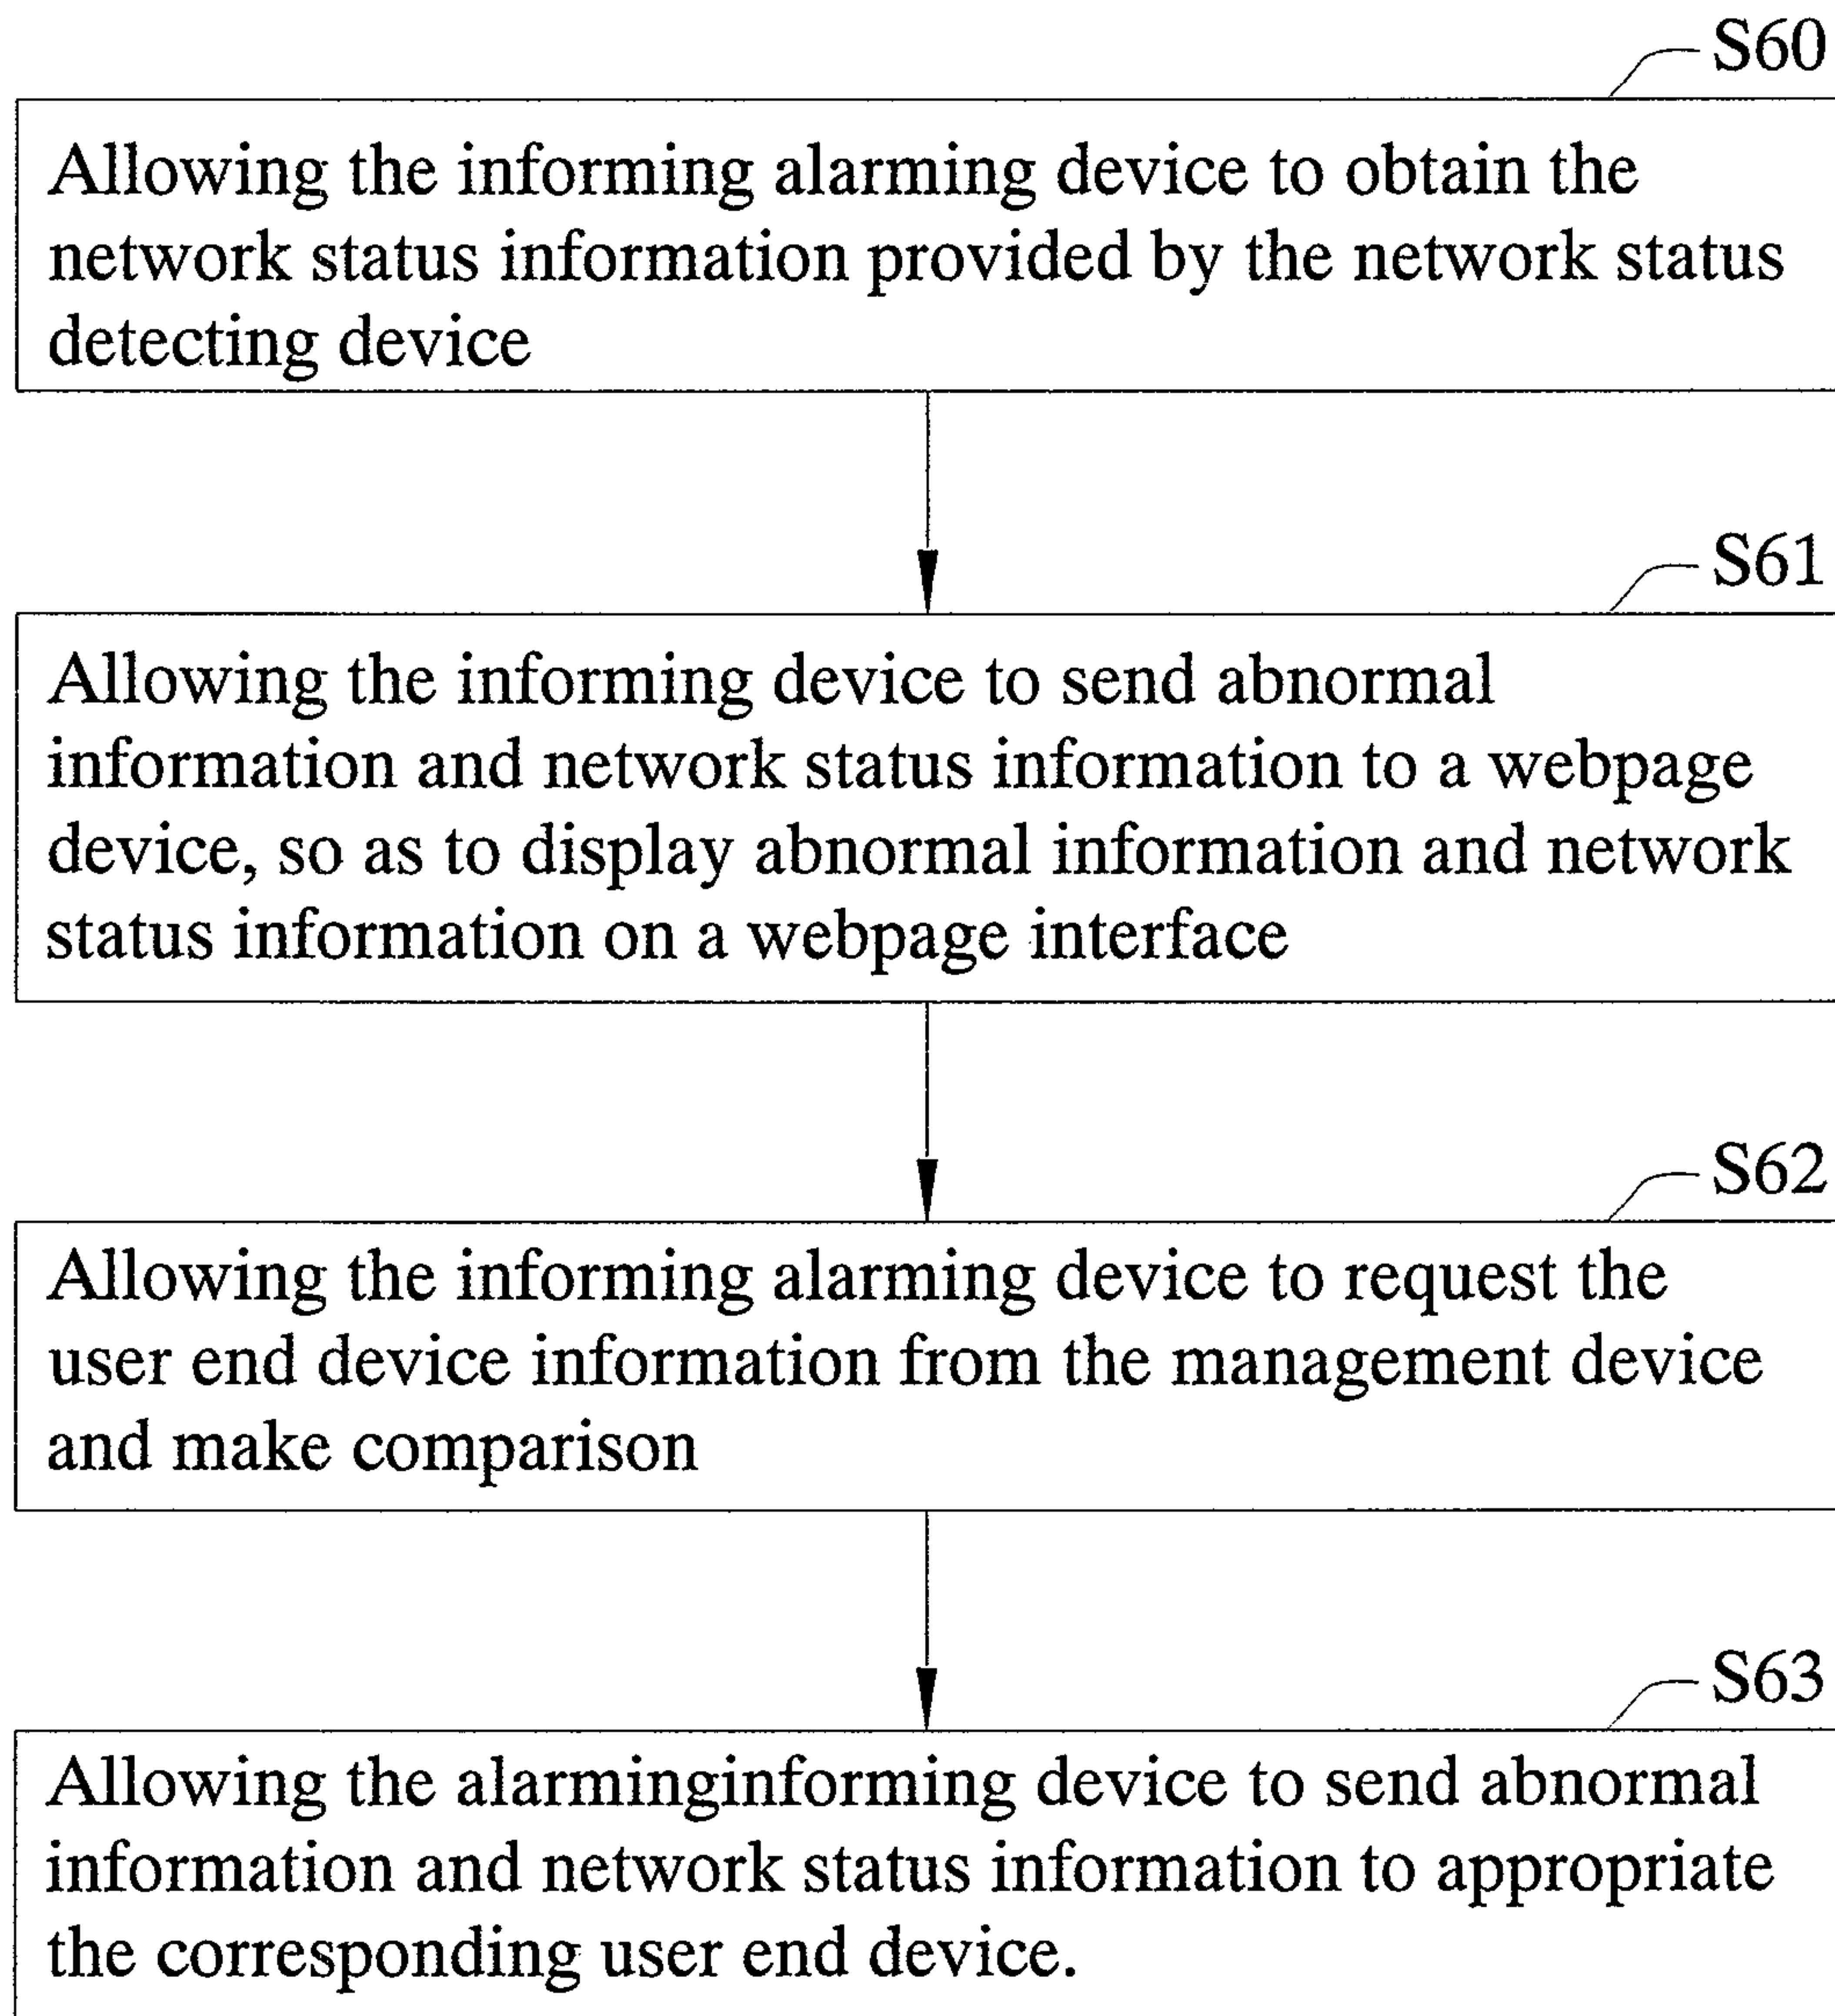 S60
Allowing the informing alarming device to obtain the
network status information provided by the network status
detecting device
S61
Allowing the informing device to send abnormal
information and network status information to a webpage
device, so as to display abnormal information and network
status information on a webpage interface
S62
Allowing the informing alarming device to request the
user end device information from the management device
and make comparison
S63
Allowing the alarminginforming device to send abnormal
information and network status information to appropriate
the corresponding user end device.